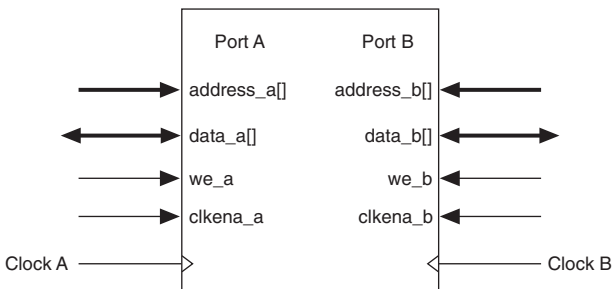 Port A Port B
address_a[] address_b[]
data_a[] data_b[]
we_a we_b
clkena_a clkena_b
Clock A Clock B